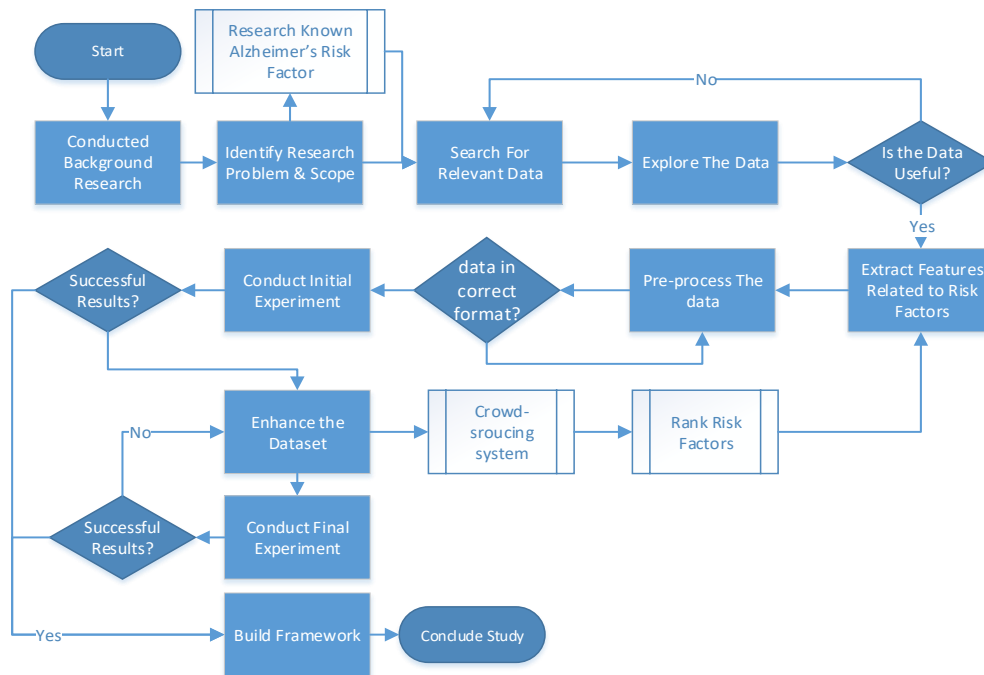 Start
Research Known
Alzheimer's Risk
Factor
No
Conducted
Background
Research
Identify Research
Problem & Scope
Search For
Relevant Data
Explore The Data
Is the Data
Useful?
Yes
Successful
Results?
Conduct Initial
Experiment
data in
correct
format?
Pre-process The
data
Extract Features
Related to Risk
Factors
No
Enhance the
Dataset
Crowd-
sroucing
system
Rank Risk
Factors
Successful
Results?
Conduct Final
Experiment
Yes
Build Framework
Conclude Study